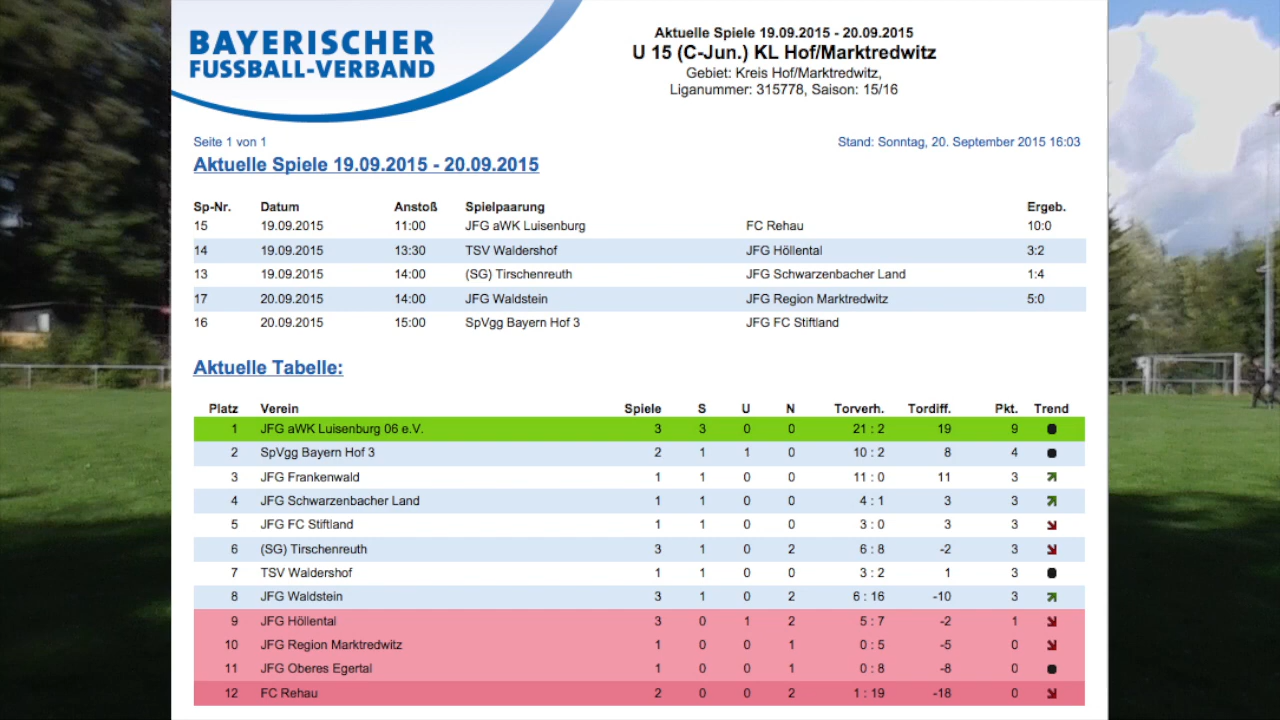 BAYERISCHER
FUSSBALL-VERBAND
Aktuelle Spiele 19.09.2015 - 20.09.2015
U 15 (C-Jun.) KL Hof/Marktredwitz
Gebiet: Kreis Hof/Marktredwitz,
Liganummer: 315778, Saison: 15/16
Seite 1 von 1 Stand: Sonntag, 20. September 2015 16:03
Aktuelle Spiele 19.09.2015 - 20.09.2015
Sp-Nr. Datum Anstoß Spielpaarung Ergeb.
15 19.09.2015 11:00 JFG aWK Luisenburg FC Rehau 10:0
14 19.09.2015 13:30 TSV Waldershof JFG Höllental 3:2
13 19.09.2015 14:00 (SG) Tirschenreuth JFG Schwarzenbacher Land 1:4
17 20.09.2015 14:00 JFG Waldstein JFG Region Marktredwitz 5:0
16 20.09.2015 15:00 SpVgg Bayern Hof 3 JFG FC Stiftland
Aktuelle Tabelle:
Platz Verein Spiele S U N Torverh. Tordiff. Pkt. Trend
1 JFG aWK Luisenburg 06 e.V. 3 3 0 0 21 : 2 19 9
2 SpVgg Bayern Hof 3 2 1 1 0 10 : 2 8 4
3 JFG Frankenwald 1 1 0 0 11 : 0 11 3
4 JFG Schwarzenbacher Land 1 1 0 0 4 : 1 3 3
5 JFG FC Stiftland 1 1 0 0 3 : 0 3 3
6 (SG) Tirschenreuth 3 1 0 2 6 : 8 -2 3
7 TSV Waldershof 1 1 0 0 3 : 2 1 3
8 JFG Waldstein 3 1 0 2 6 : 16 -10 3
9 JFG Höllental 3 0 1 2 5 : 7 -2 1
10 JFG Region Marktredwitz 1 0 0 1 0 : 5 -5 0
11 JFG Oberes Egertal 1 0 0 1 0 : 8 -8 0
12 FC Rehau 2 0 0 2 1 : 19 -18 0